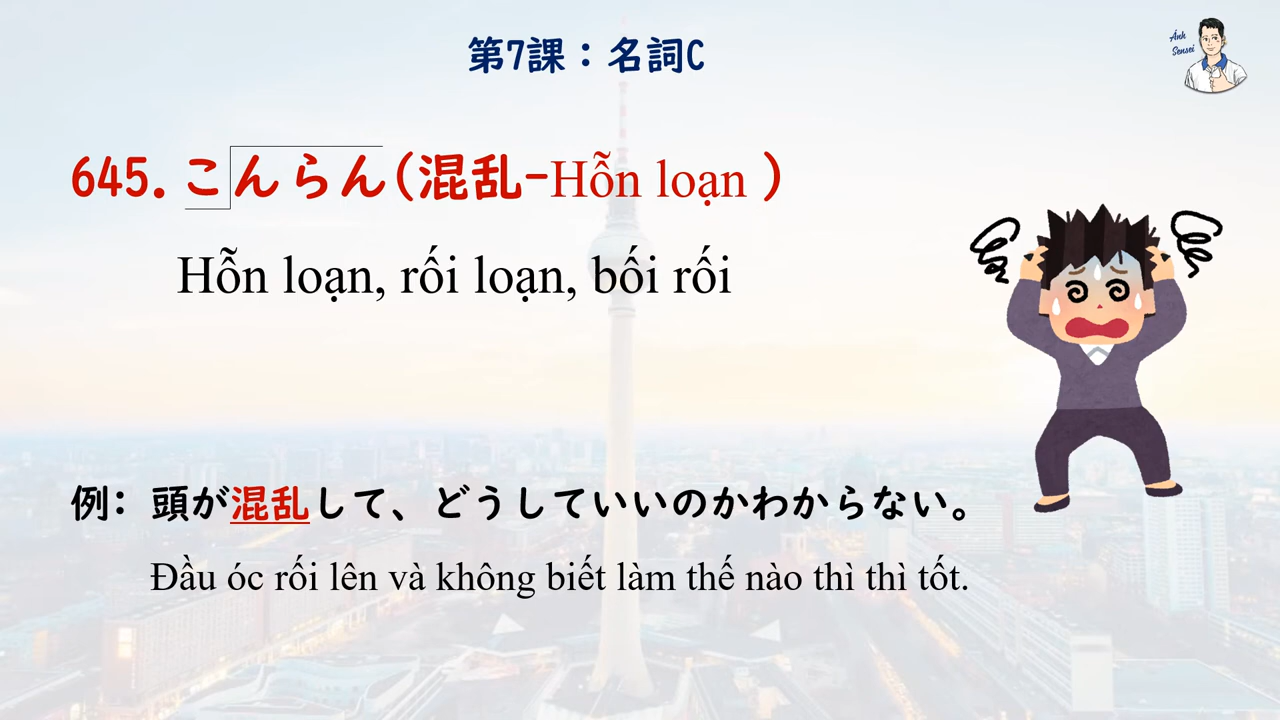 第7課：名詞C
Ánh
Sensei
645. こんらん(混乱-Hỗn loạn )
Hỗn loạn, rối loạn, bối rối
例: 頭が混乱して、どうしていいのかわからない。
Đầu óc rối lên và không biết làm thế nào thì thì tốt.